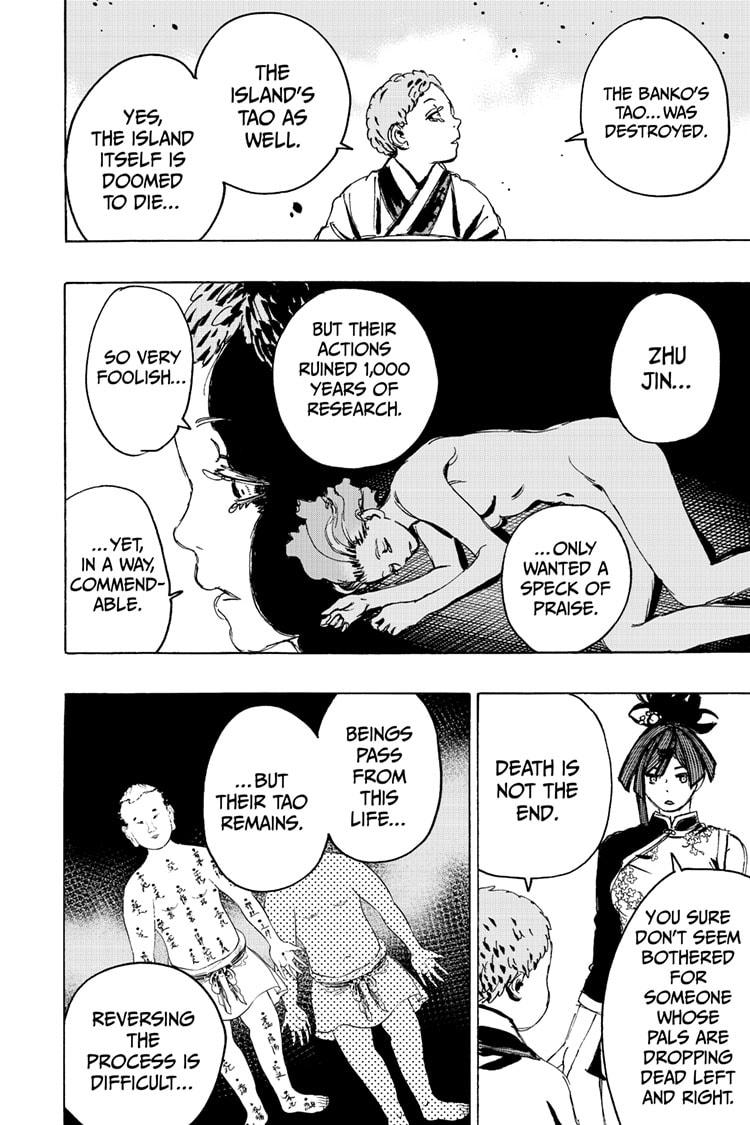 THE BANKO'S
TAO...WAS
DESTROYED.
THE
ISLAND'S
TAO AS
WELL.
YES,
THE ISLAND
ITSELF IS
DOOMED
TO DIE...
ZHU
JIN...
...ONLY
WANTED A
SPECK OF
PRAISE.
BUT THEIR
ACTIONS
RUINED 1,000
YEARS OF
RESEARCH.
SO VERY
FOOLISH...
...YET,
IN A WAY,
COMMEND-
ABLE.
YOU SURE
DON'T SEEM
BOTHERED
FOR
SOMEONE
WHOSE
PALS ARE
DROPPING
DEAD LEFT
AND RIGHT.
DEATH IS
NOT THE
END.
BEINGS
PASS
FROM
THIS
LIFE...
...BUT
THEIR TAO
REMAINS.
REVERSING
THE
PROCESS IS
DIFFICULT...